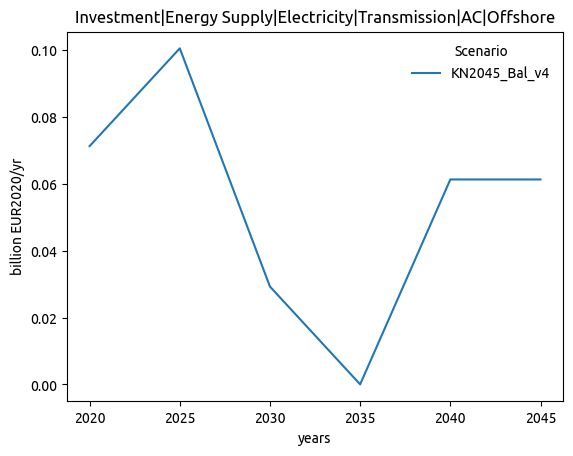 Investment|Energy Supply|Electricity|Transmission|AC|Offshore
Scenario
KN2045_Bal_v4
0.10
0.08
0.06
0.04
0.02
0.00
billion EUR2020/yr
2020 2025 2030 2035 2040 2045
years